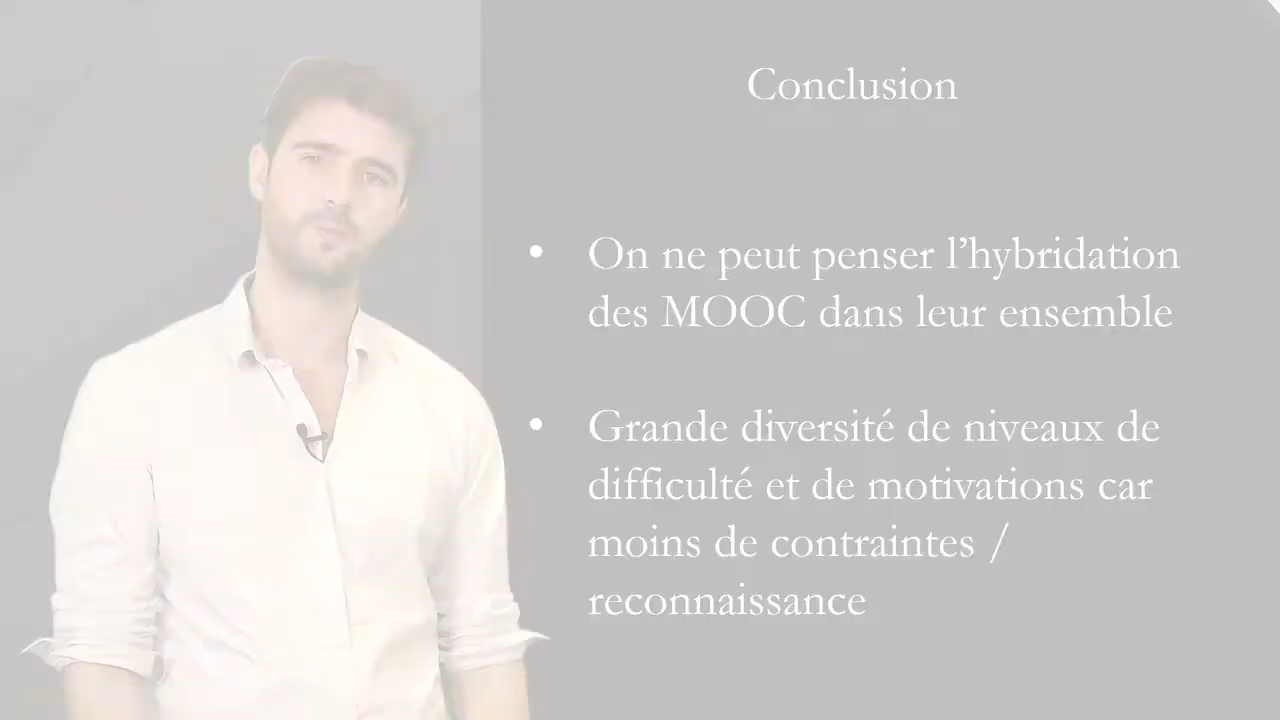 Conclusion
• On ne peut penser l’hybridation
des MOOC dans leur ensemble
• Grande diversité de niveaux de
difficulté et de motivations car
moins de contraintes /
reconnaissance